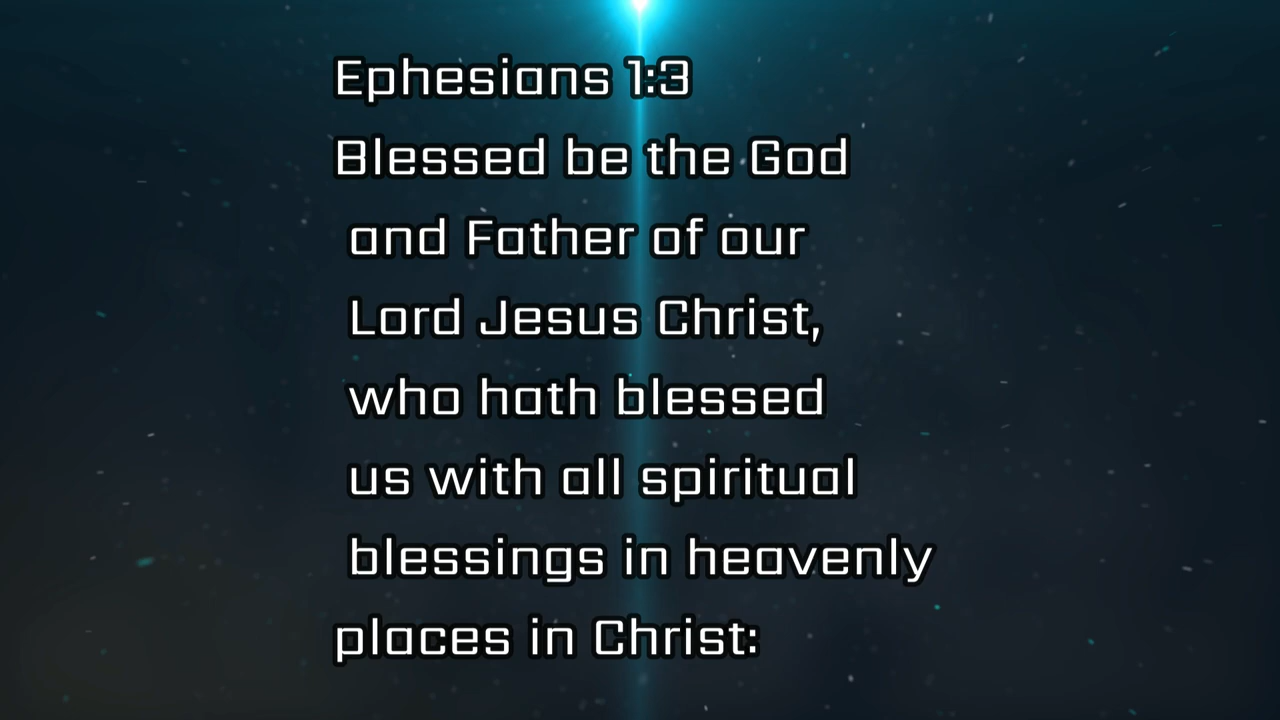 Ephesians 1:3
Blessed be the God
and Father of our
Lord Jesus Christ,
who hath blessed
us with all spiritual
blessings in heavenly
places in Christ: